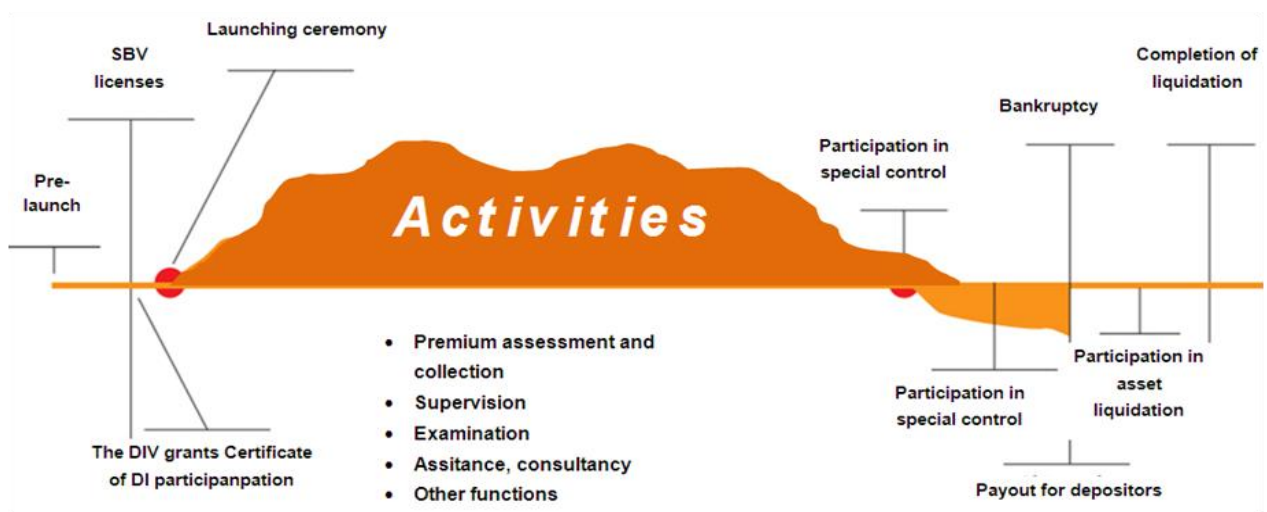 Launching ceremony
SBV
licenses
Completion of
liquidation
Bankruptcy
Pre-
launch
Participation in
special control
Activities
• Premium assessment and
collection
• Supervision
• Examination
• Assitance, consultancy
• Other functions
Participation in
special control
Participation in
asset
liquidation
The DIV grants Certificate
of DI participanpation
Payout for depositors